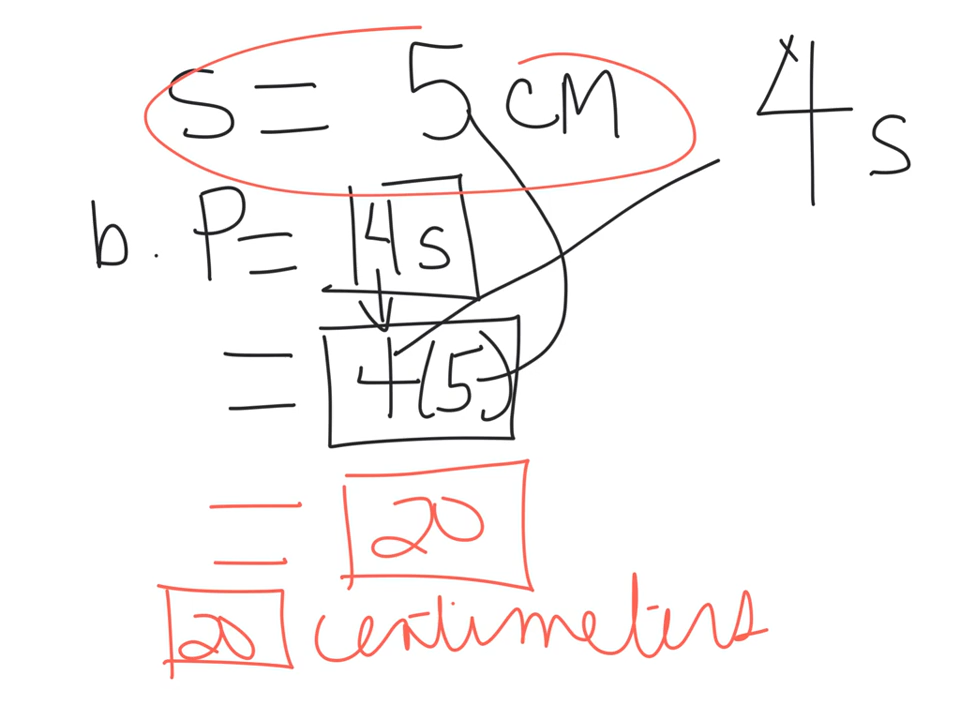 S = 5 cM
4s
b. P = 4s
= 4(5)
= 20
20 centimeters